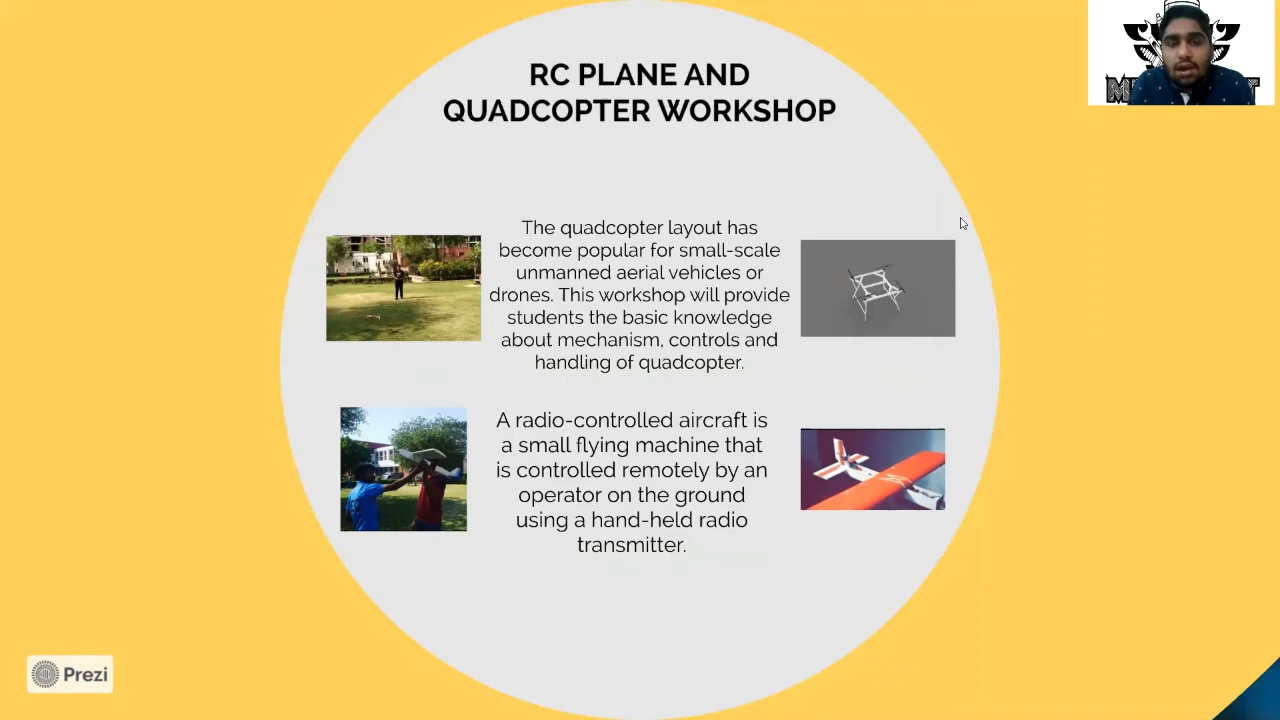 RC PLANE AND
QUADCOPTER WORKSHOP
The quadcopter layout has
become popular for small-scale
unmanned aerial vehicles or
drones. This workshop will provide
students the basic knowledge
about mechanism, controls and
handling of quadcopter.
A radio-controlled aircraft is
a small flying machine that
is controlled remotely by an
operator on the ground
using a hand-held radio
transmitter.
Prezi